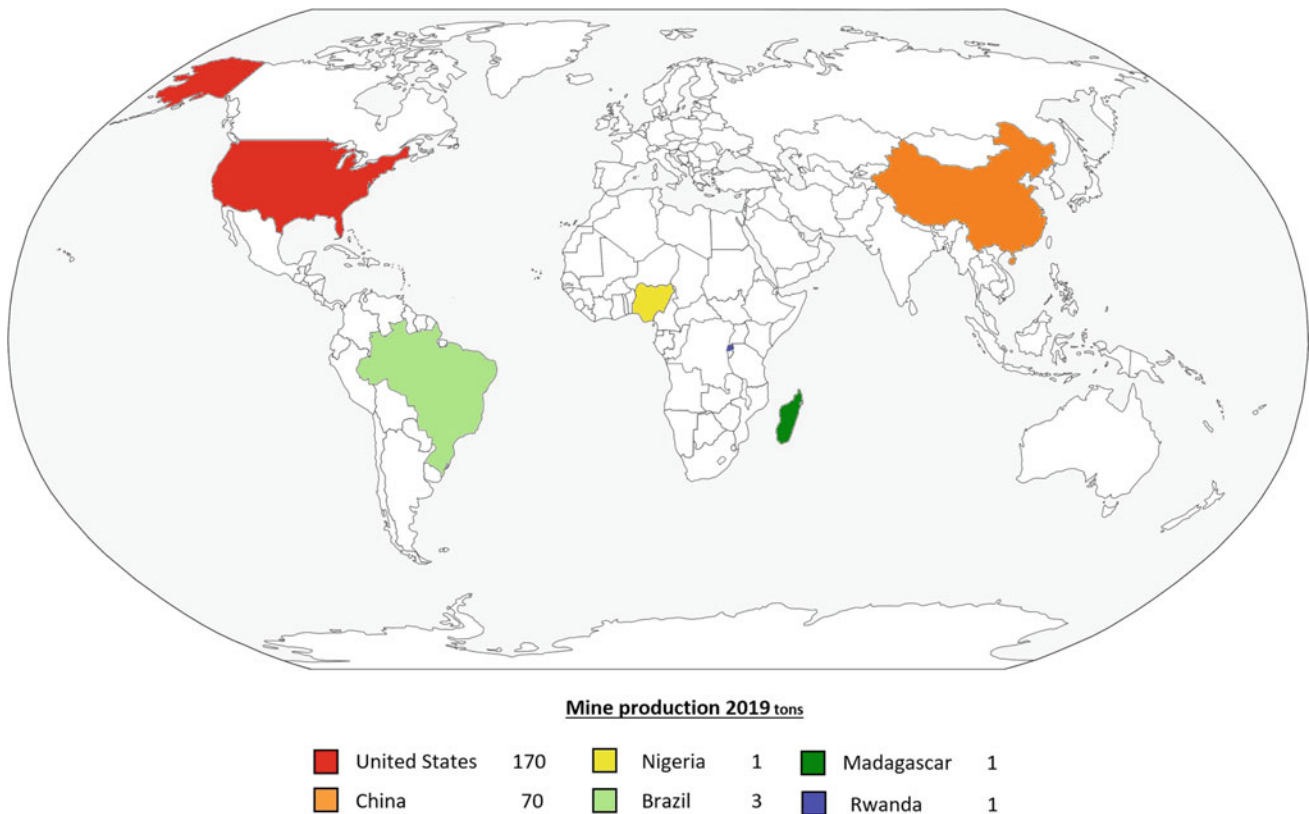 Mine production 2019 tons
United States 170 Nigeria 1 Madagascar 1
China 70 Brazil 3 Rwanda 1